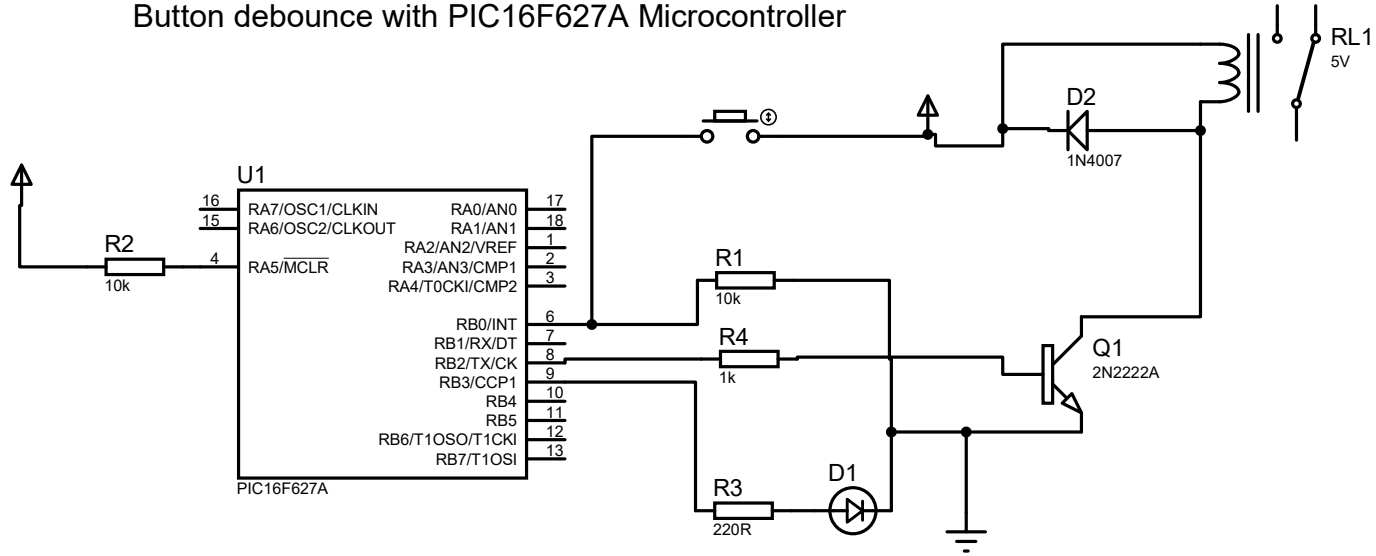 Button debounce with PIC16F627A Microcontroller
RL1
5V
D2
1N4007
U1
16 RA7/OSC1/CLKIN RA0/AN0 17
15 RA6/OSC2/CLKOUT RA1/AN1 18
RA2/AN2/VREF 1
4 RA5/MCLR RA3/AN3/CMP1 2
RA4/T0CKI/CMP2 3
RB0/INT 6
RB1/RX/DT 7
RB2/TX/CK 8
RB3/CCP1 9
RB4 10
RB5 11
RB6/T1OSO/T1CKI 12
RB7/T1OSI 13
PIC16F627A
R2
10k
R1
10k
R4
1k
Q1
2N2222A
R3
220R
D1